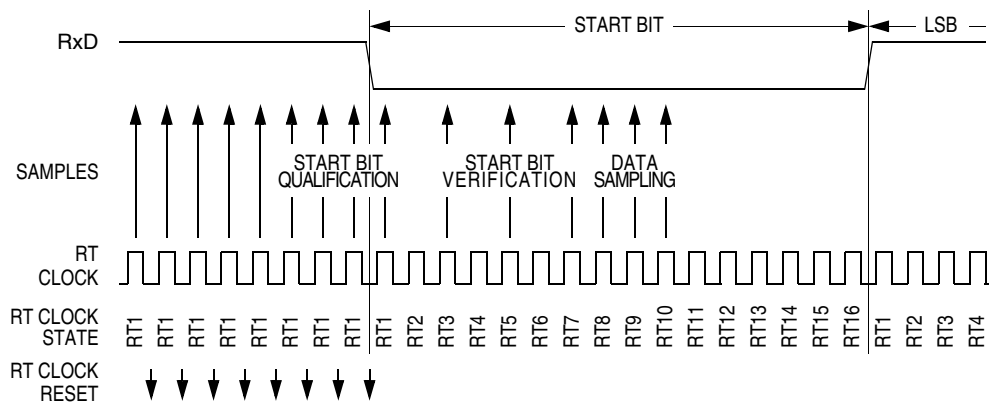 START BIT LSB
RxD
SAMPLES
START BIT
QUALIFICATION
START BIT
VERIFICATION
DATA
SAMPLING
RT
CLOCK
RT CLOCK
STATE
RT1 RT1 RT1 RT1 RT1 RT1 RT1 RT1 RT1 RT2 RT3 RT4 RT5 RT6 RT7 RT8 RT9 RT10 RT11 RT12 RT13 RT14 RT15 RT16 RT1 RT2 RT3 RT4
RT CLOCK
RESET